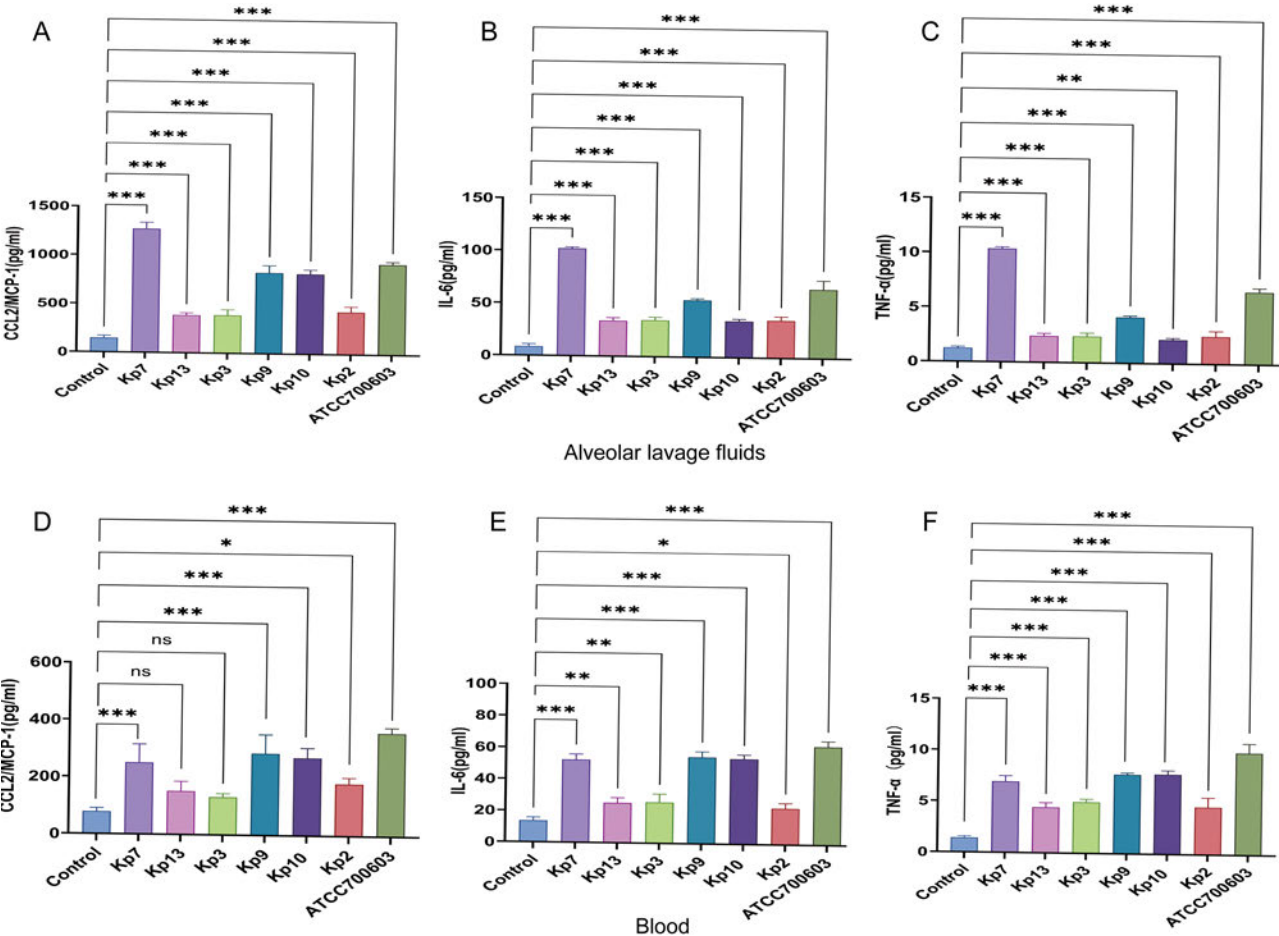 A
***
***
***
***
***
***
***
CCL2/MCP-1(pg/ml)
1500
1000
500
0
Control
Kp7
Kp13
Kp3
Kp9
Kp10
Kp2
ATCC700603
B
***
***
***
***
***
***
***
IL-6(pg/ml)
150
100
50
0
Control
Kp7
Kp13
Kp3
Kp9
Kp10
Kp2
ATCC700603
C
***
***
**
***
***
***
***
TNF-α(pg/ml)
15
10
5
0
Control
Kp7
Kp13
Kp3
Kp9
Kp10
Kp2
ATCC700603
Alveolar lavage fluids
D
***
*
***
***
ns
ns
***
CCL2/MCP-1(pg/ml)
600
400
200
0
Control
Kp7
Kp13
Kp3
Kp9
Kp10
Kp2
ATCC700603
E
***
*
***
***
**
**
***
IL-6(pg/ml)
100
80
60
40
20
0
Control
Kp7
Kp13
Kp3
Kp9
Kp10
Kp2
ATCC700603
F
***
***
***
***
***
***
***
TNF-α (pg/ml)
15
10
5
0
Control
Kp7
Kp13
Kp3
Kp9
Kp10
Kp2
ATCC700603
Blood